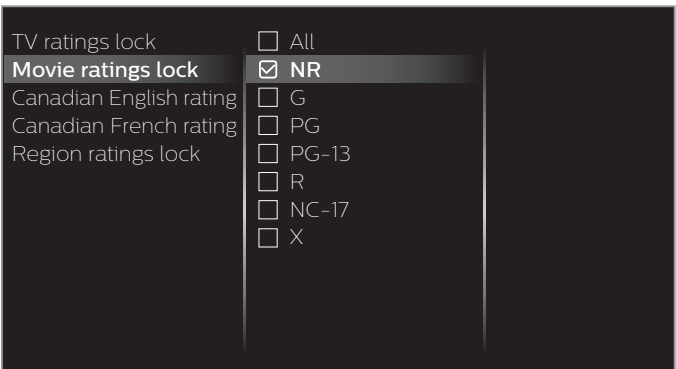 TV ratings lock
Movie ratings lock
Canadian English rating
Canadian French rating
Region ratings lock
All
NR
G
PG
PG-13
R
NC-17
X